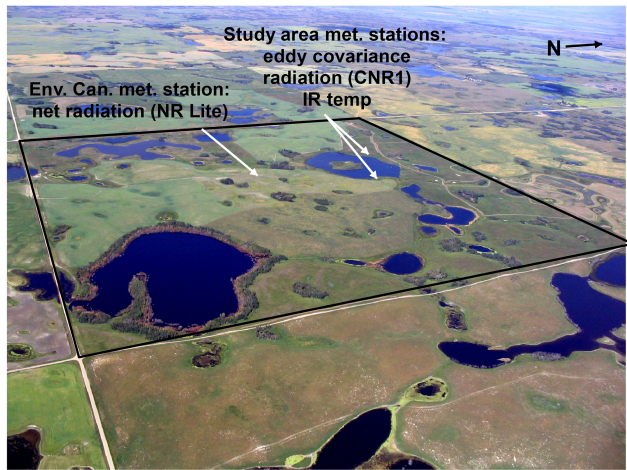 Study area met. stations:
eddy covariance
radiation (CNR1)
IR temp
N
Env. Can. met. station:
net radiation (NR Lite)